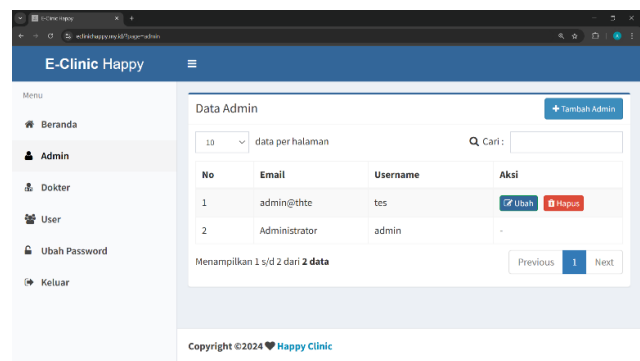 E-Clinic Happy
eclinichappy.my.id/?page=admin
E-Clinic Happy
Menu
Beranda
Admin
Dokter
User
Ubah Password
Keluar
Data Admin
+ Tambah Admin
10 data per halaman
Cari :
No Email Username Aksi
1 admin@thte tes Ubah Hapus
2 Administrator admin -
Menampilkan 1 s/d 2 dari 2 data
Previous 1 Next
Copyright ©2024 ♥ Happy Clinic